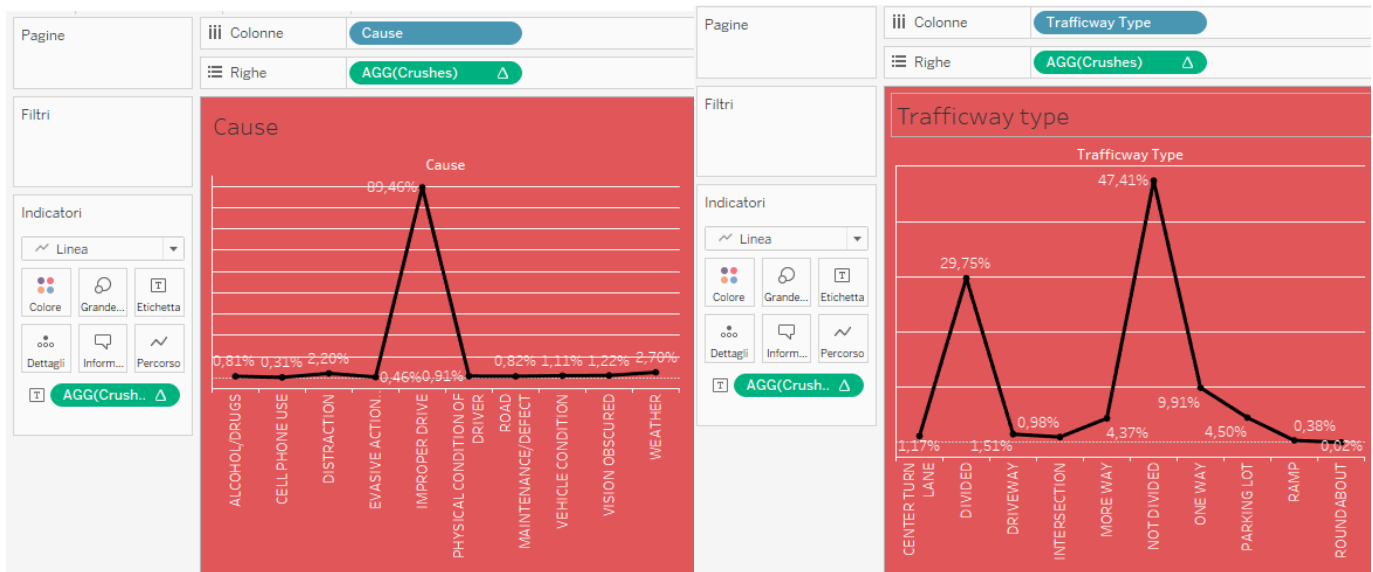 Pagine
Colonne
Cause
Righe
AGG(Crushes) Δ
Filtri
Cause
Cause
89,46%
0,81% 0,31% 2,20% 0,46% 0,91% 0,82% 1,11% 1,22% 2,70%
ALCOHOL/DRUGS
CELL PHONE USE
DISTRACTION
EVASIVE ACTION..
IMPROPER DRIVE
PHYSICAL CONDITION OF
DRIVER
ROAD
MAINTENANCE/DEFECT
VEHICLE CONDITION
VISION OBSCURED
WEATHER
Indicatori
Linea
Colore Grande... Etichetta
Dettagli Inform... Percorso
T AGG(Crush.. Δ
Pagine
Colonne
Trafficway Type
Righe
AGG(Crushes) Δ
Filtri
Trafficway type
Trafficway Type
47,41%
29,75%
9,91%
1,17% 1,51% 0,98% 4,37% 4,50% 0,38% 0,02%
CENTER TURN
LANE
DIVIDED
DRIVEWAY
INTERSECTION
MORE WAY
NOT DIVIDED
ONE WAY
PARKING LOT
RAMP
ROUNDABOUT
Indicatori
Linea
Colore Grande... Etichetta
Dettagli Inform... Percorso
T AGG(Crush.. Δ